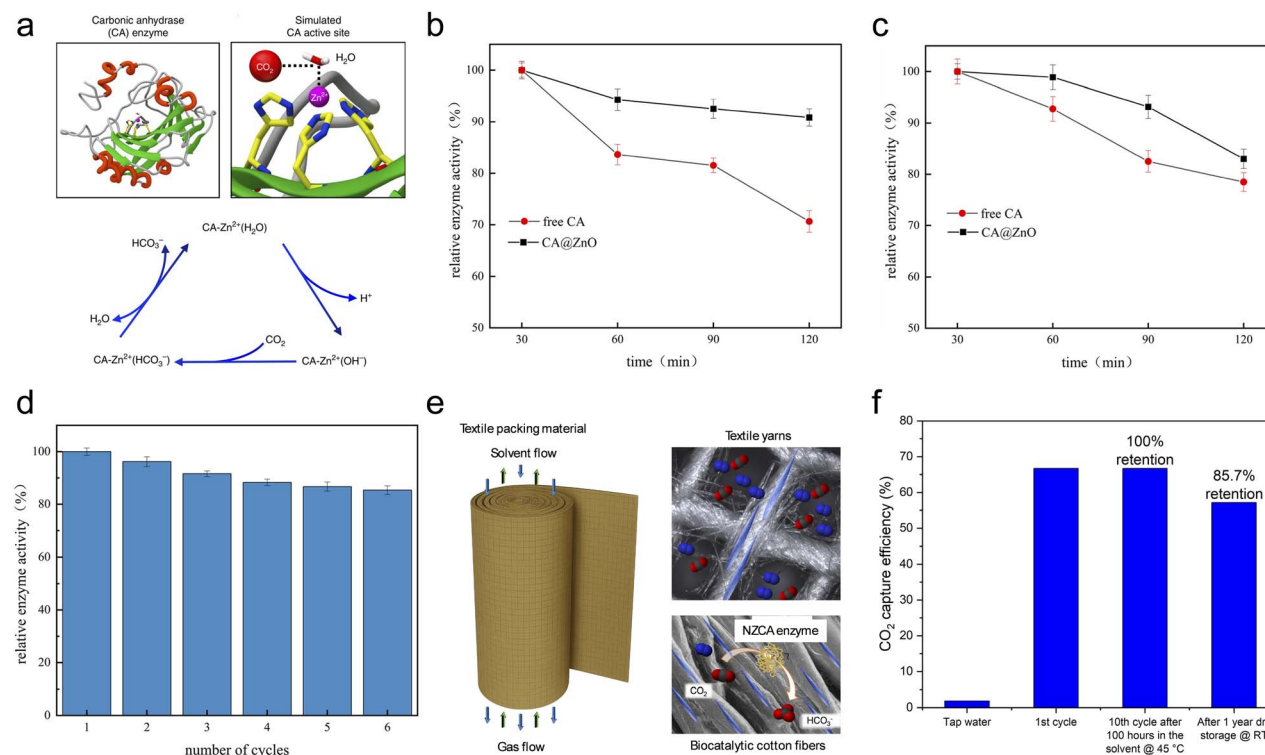 a
Carbonic anhydrase
(CA) enzyme
Simulated
CA active site
CO2
H2O
Zn2+
CA-Zn2+(H2O)
HCO3−
H+
H2O
CO2
CA-Zn2+(HCO3−)
CA-Zn2+(OH−)
b
relative enzyme activity（%）
100
90
80
70
60
50
free CA
CA@ZnO
30
60
90
120
time（min）
c
relative enzyme activity（%）
100
90
80
70
60
50
free CA
CA@ZnO
30
60
90
120
time（min）
d
relative enzyme activity（%）
100
80
60
40
20
0
1
2
3
4
5
6
number of cycles
e
Textile packing material
Solvent flow
Gas flow
Textile yarns
NZCA enzyme
CO2
HCO3−
Biocatalytic cotton fibers
f
CO2 capture efficiency (%)
80
70
60
50
40
30
20
10
0
100%
retention
85.7%
retention
Tap water
1st cycle
10th cycle after
100 hours in the
solvent @ 45 °C
After 1 year dr
storage @ RT